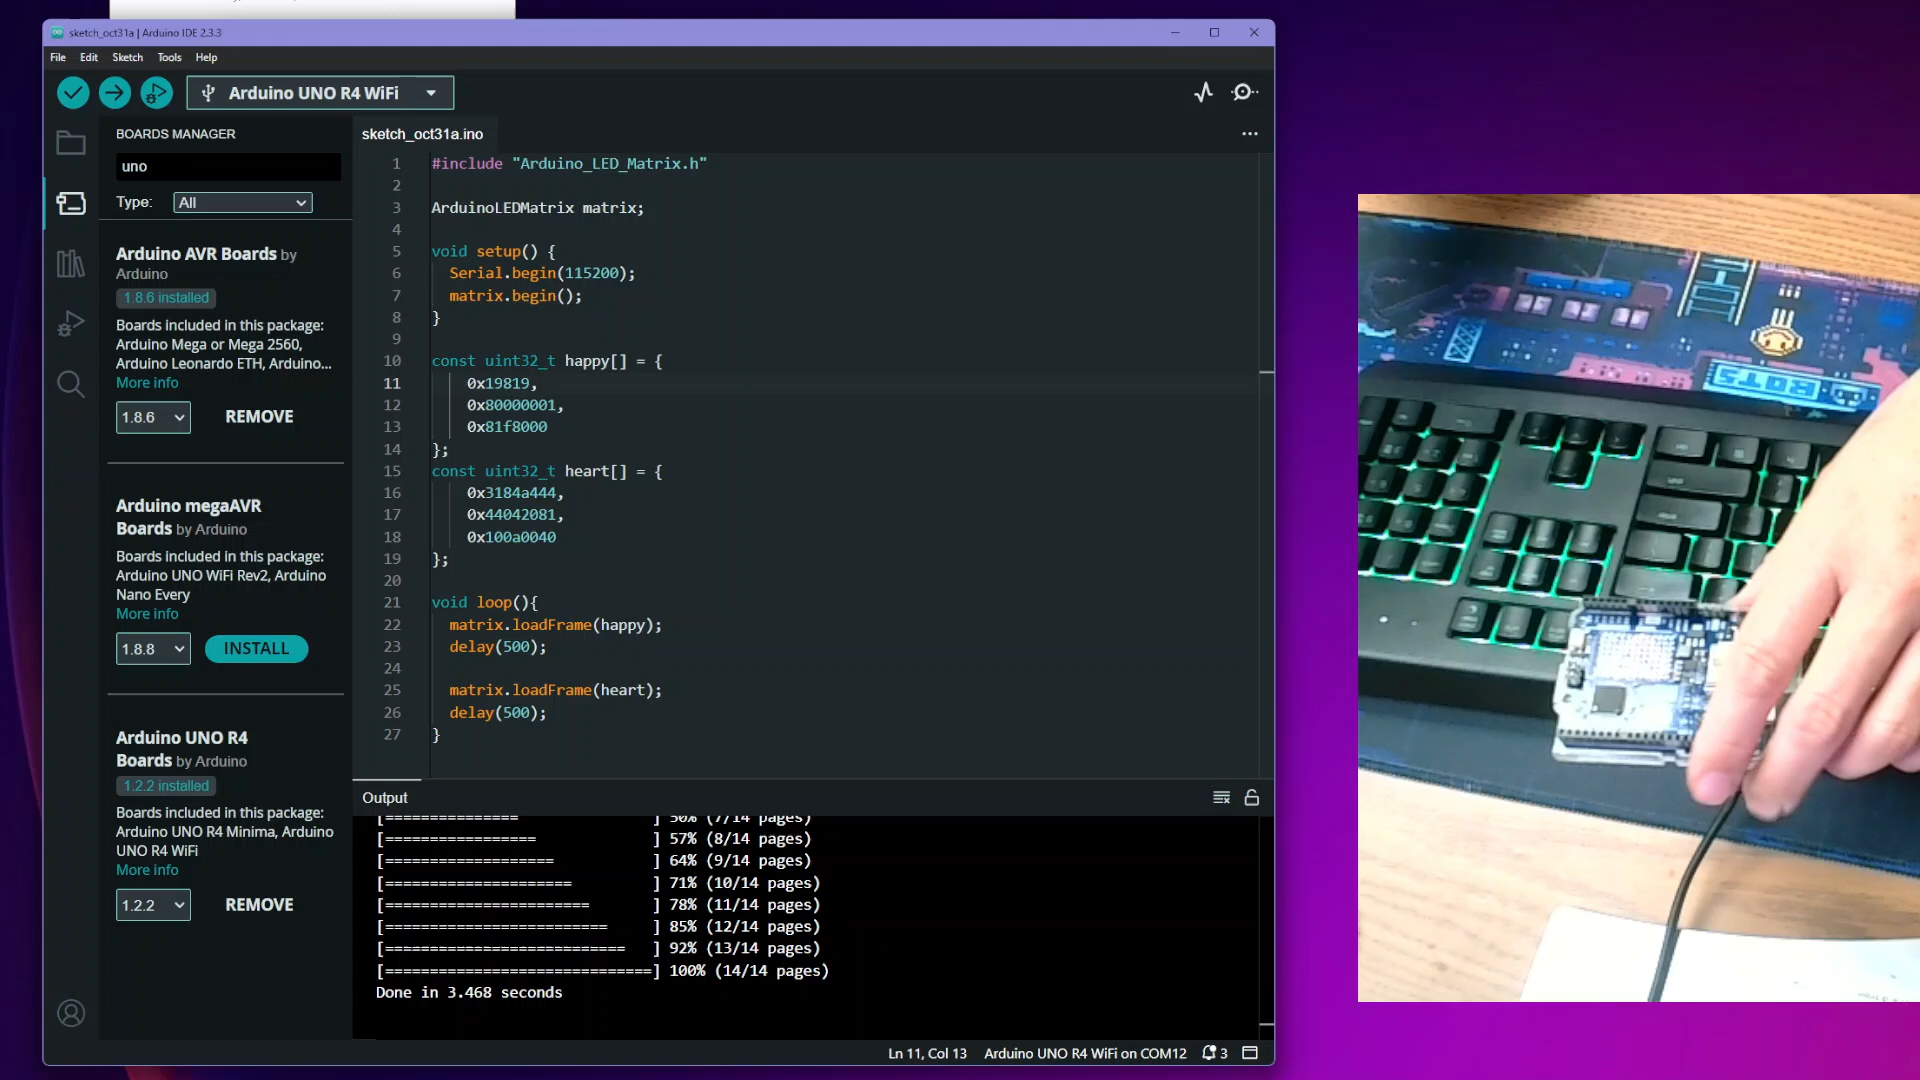 sketch_oct31a | Arduino IDE 2.3.3
File Edit Sketch Tools Help
Arduino UNO R4 WiFi
BOARDS MANAGER
uno
Type: All
Arduino AVR Boards by
Arduino
1.8.6 installed
Boards included in this package:
Arduino Mega or Mega 2560,
Arduino Leonardo ETH, Arduino...
More info
1.8.6 REMOVE
Arduino megaAVR
Boards by Arduino
Boards included in this package:
Arduino UNO WiFi Rev2, Arduino
Nano Every
More info
1.8.8 INSTALL
Arduino UNO R4
Boards by Arduino
1.2.2 installed
Boards included in this package:
Arduino UNO R4 Minima, Arduino
UNO R4 WiFi
More info
1.2.2 REMOVE
sketch_oct31a.ino
1 #include "Arduino_LED_Matrix.h"
2
3 ArduinoLEDMatrix matrix;
4
5 void setup() {
6 Serial.begin(115200);
7 matrix.begin();
8 }
9
10 const uint32_t happy[] = {
11 0x19819,
12 0x80000001,
13 0x81f8000
14 };
15 const uint32_t heart[] = {
16 0x3184a444,
17 0x44042081,
18 0x100a0040
19 };
20
21 void loop(){
22 matrix.loadFrame(happy);
23 delay(500);
24
25 matrix.loadFrame(heart);
26 delay(500);
27 }
Output
[=============== ] 50% (7/14 pages)
[================= ] 57% (8/14 pages)
[=================== ] 64% (9/14 pages)
[===================== ] 71% (10/14 pages)
[======================= ] 78% (11/14 pages)
[========================= ] 85% (12/14 pages)
[=========================== ] 92% (13/14 pages)
[==============================] 100% (14/14 pages)
Done in 3.468 seconds
Ln 11, Col 13 Arduino UNO R4 WiFi on COM12 3
BOTS